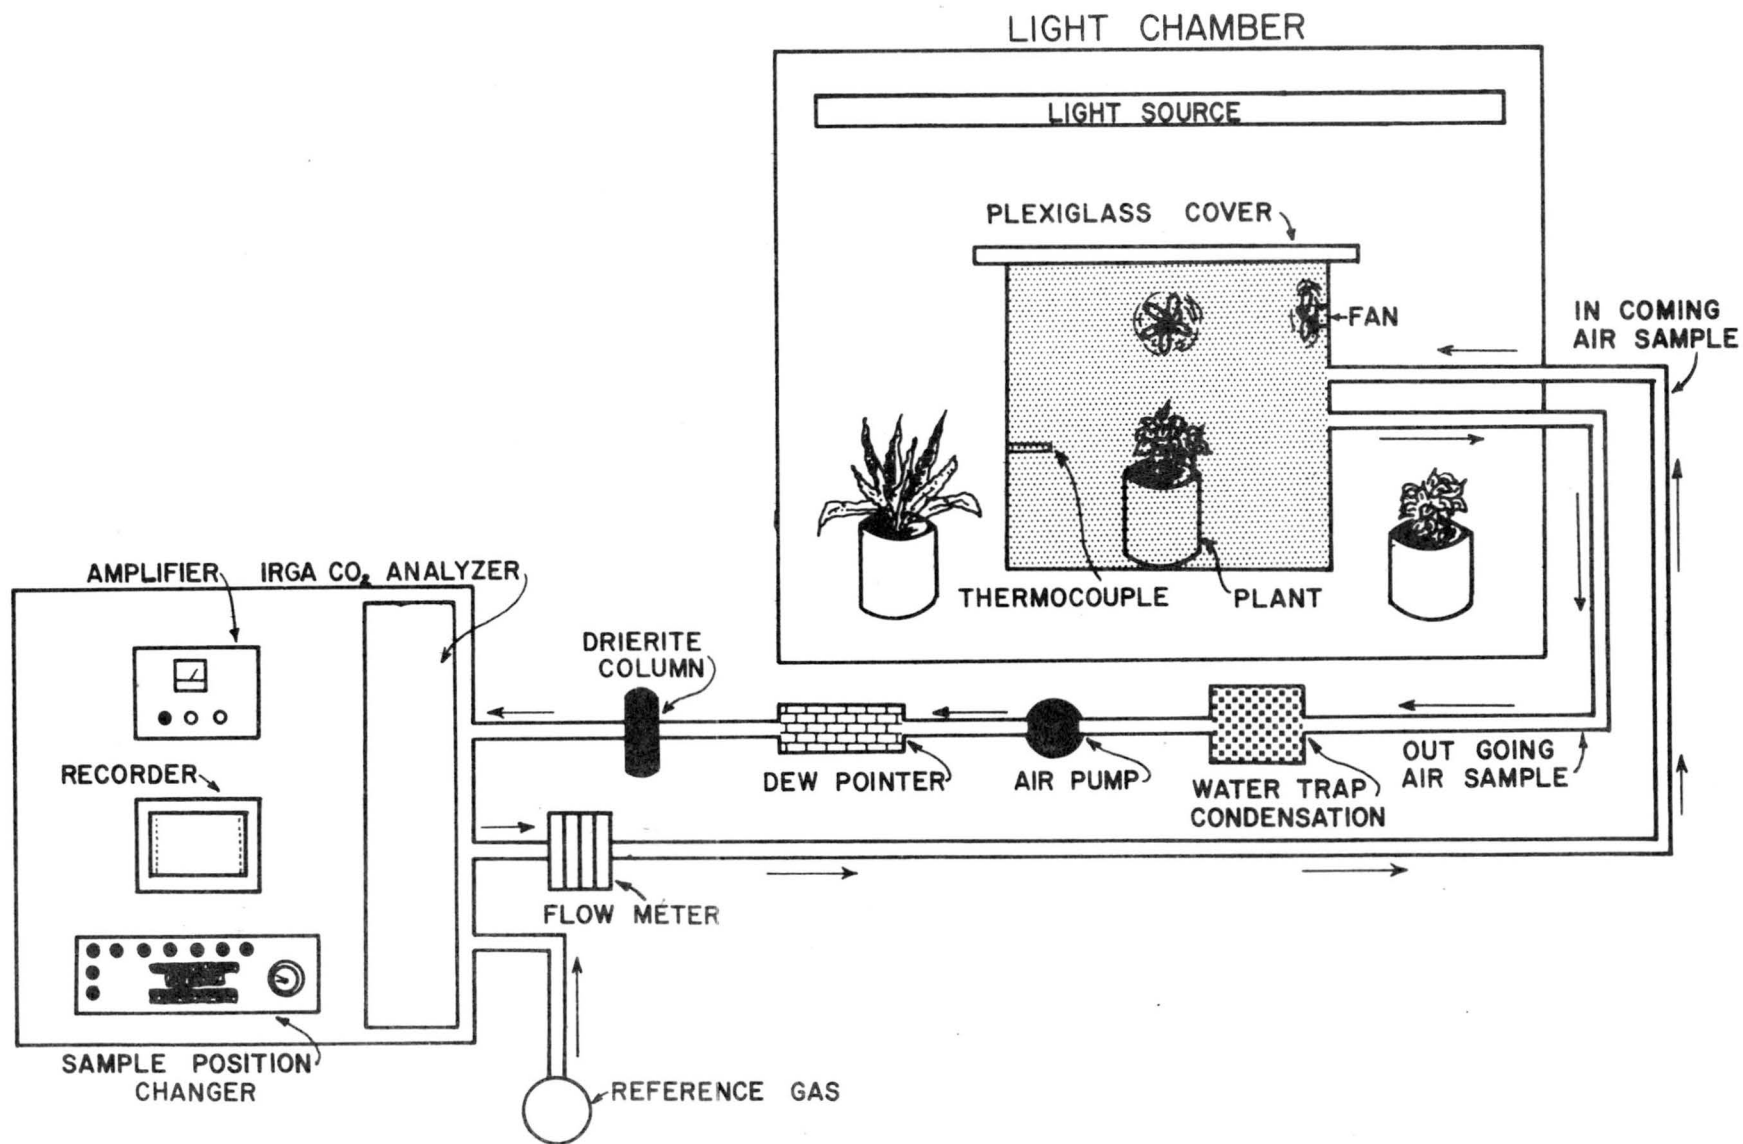 LIGHT CHAMBER
LIGHT SOURCE
PLEXIGLASS COVER
FAN
IN COMING
AIR SAMPLE
THERMOCOUPLE
PLANT
AMPLIFIER
IRGA CO₂ ANALYZER
DRIERITE
COLUMN
RECORDER
DEW POINTER
AIR PUMP
WATER TRAP
CONDENSATION
OUT GOING
AIR SAMPLE
FLOW METER
SAMPLE POSITION
CHANGER
REFERENCE GAS